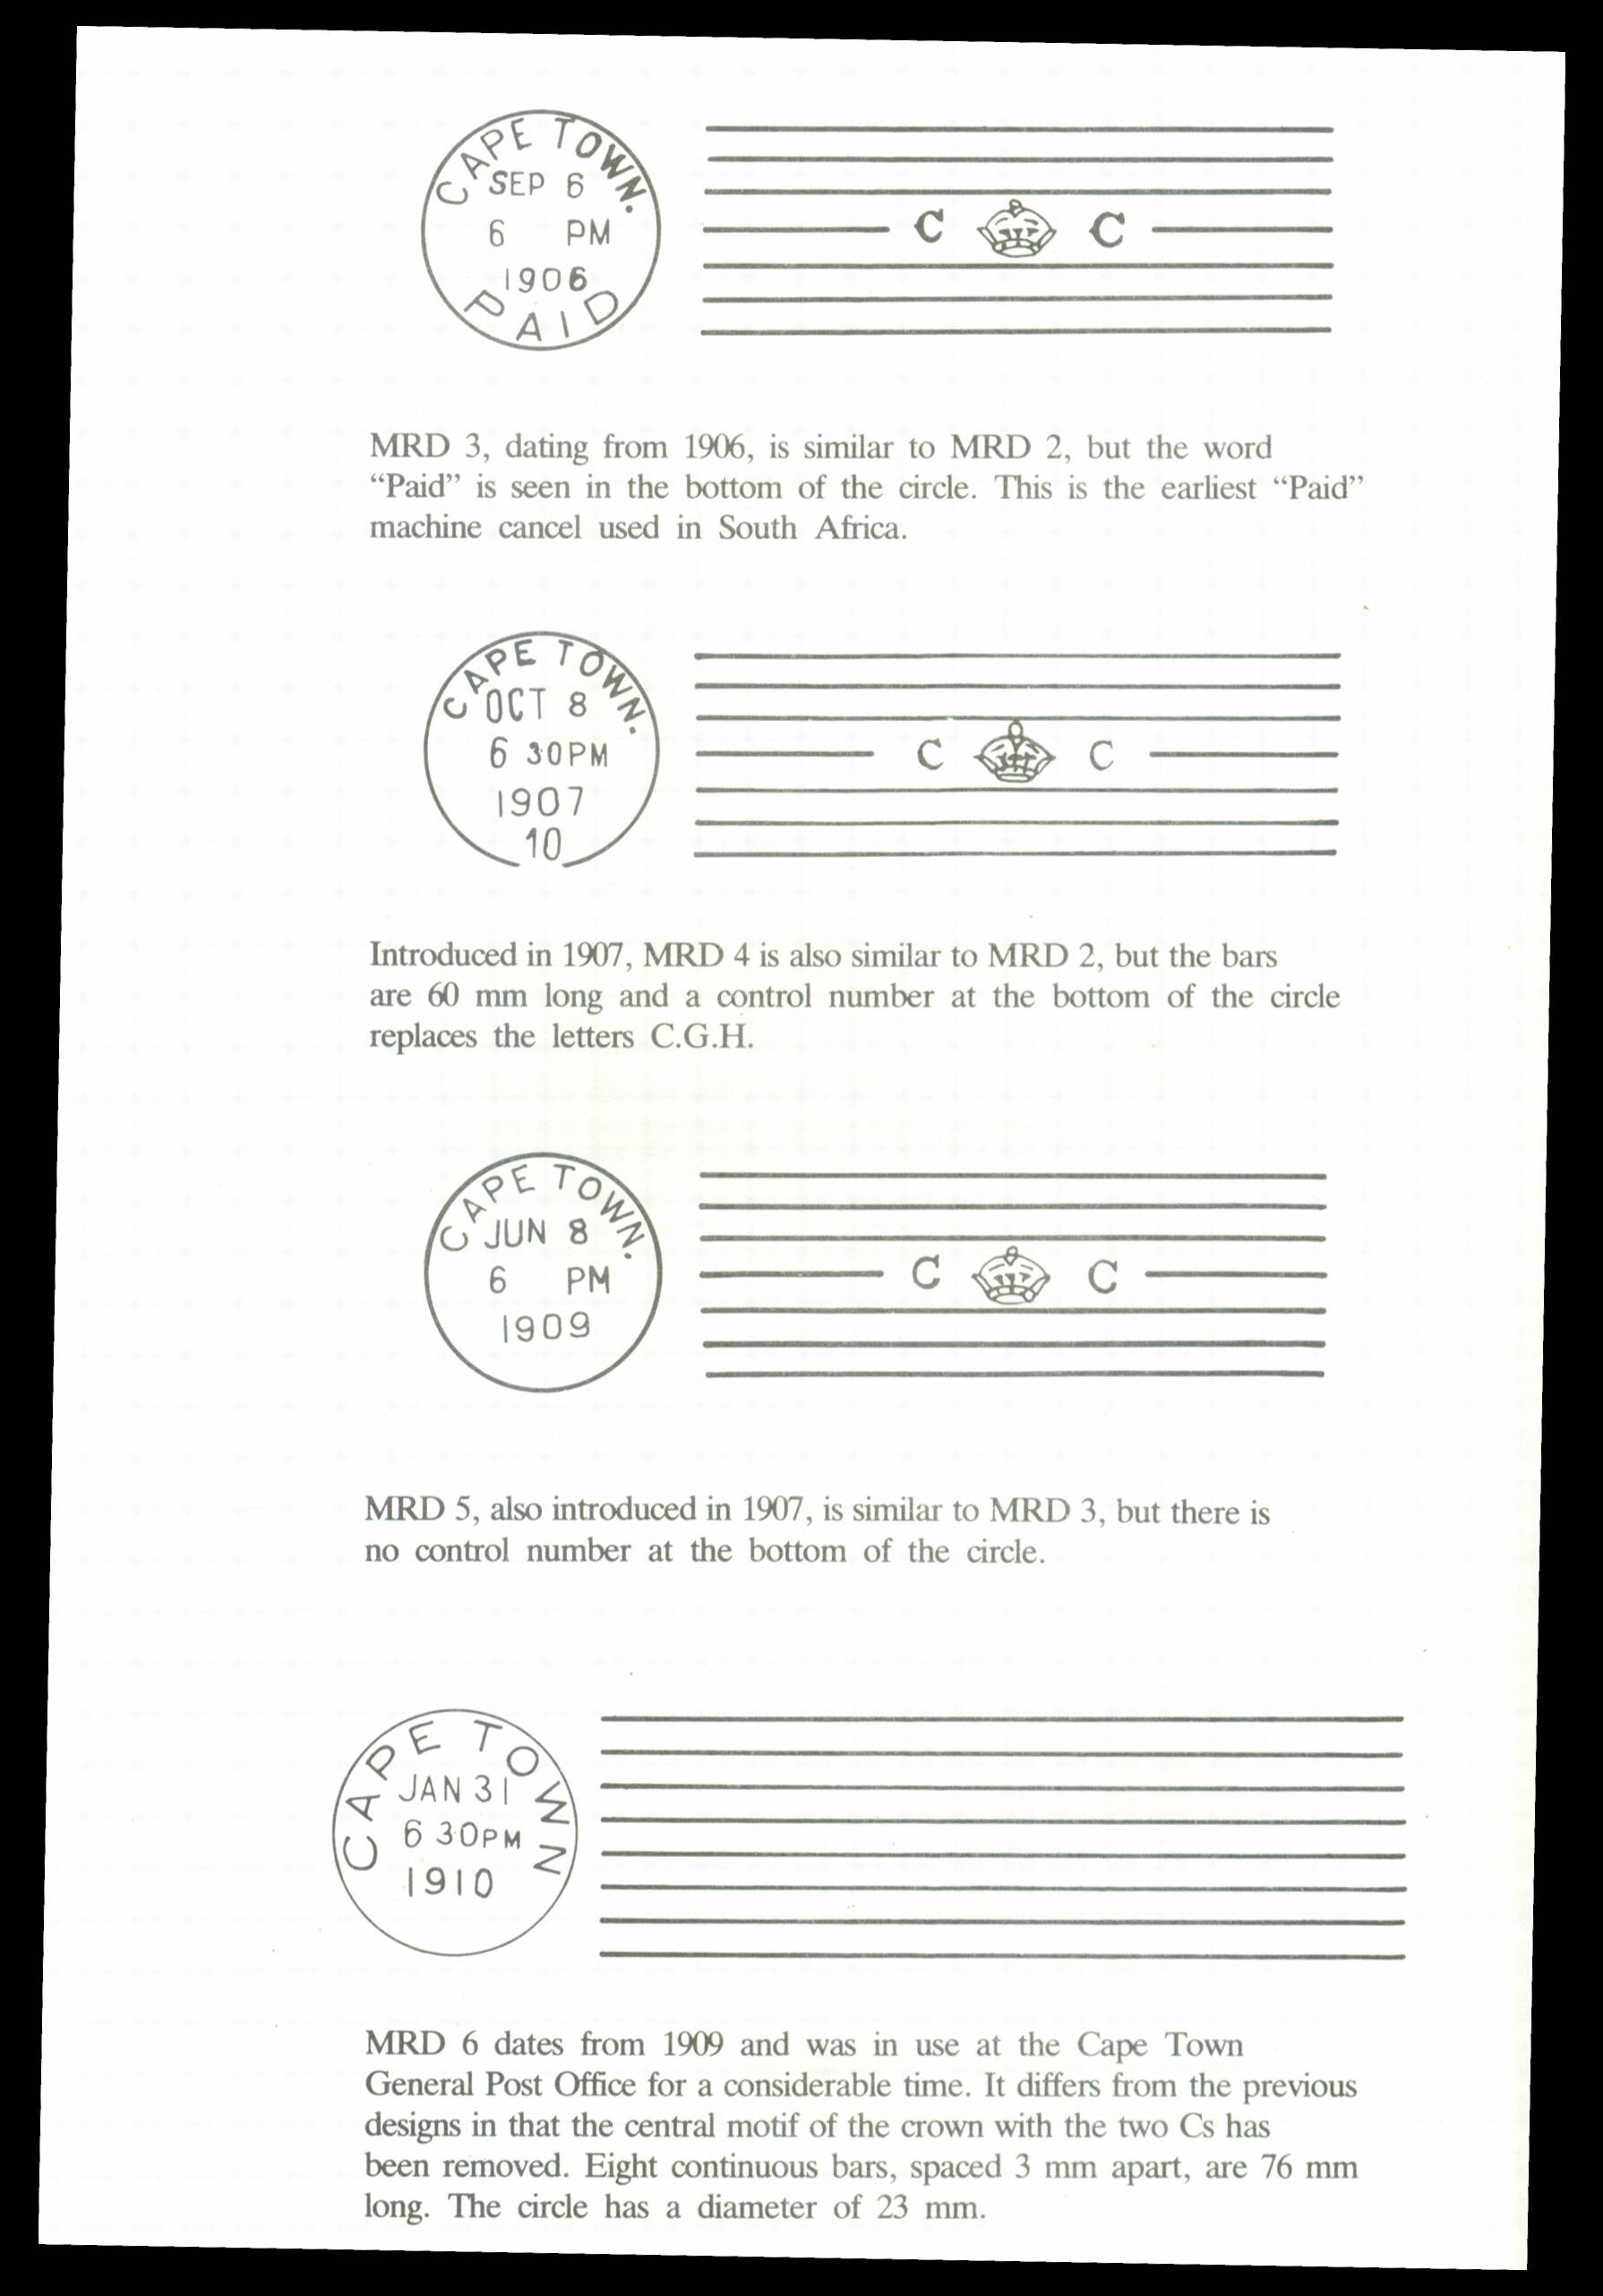 CAPE TOWN.
SEP 6
6 PM
1906
PAID
C C
MRD 3, dating from 1906, is similar to MRD 2, but the word
“Paid” is seen in the bottom of the circle. This is the earliest “Paid”
machine cancel used in South Africa.
CAPE TOWN.
OCT 8
6 30PM
1907
10
C C
Introduced in 1907, MRD 4 is also similar to MRD 2, but the bars
are 60 mm long and a control number at the bottom of the circle
replaces the letters C.G.H.
CAPE TOWN.
JUN 8
6 PM
1909
C C
MRD 5, also introduced in 1907, is similar to MRD 3, but there is
no control number at the bottom of the circle.
CAPE TOWN
JAN 31
6 30PM
1910
MRD 6 dates from 1909 and was in use at the Cape Town
General Post Office for a considerable time. It differs from the previous
designs in that the central motif of the crown with the two Cs has
been removed. Eight continuous bars, spaced 3 mm apart, are 76 mm
long. The circle has a diameter of 23 mm.